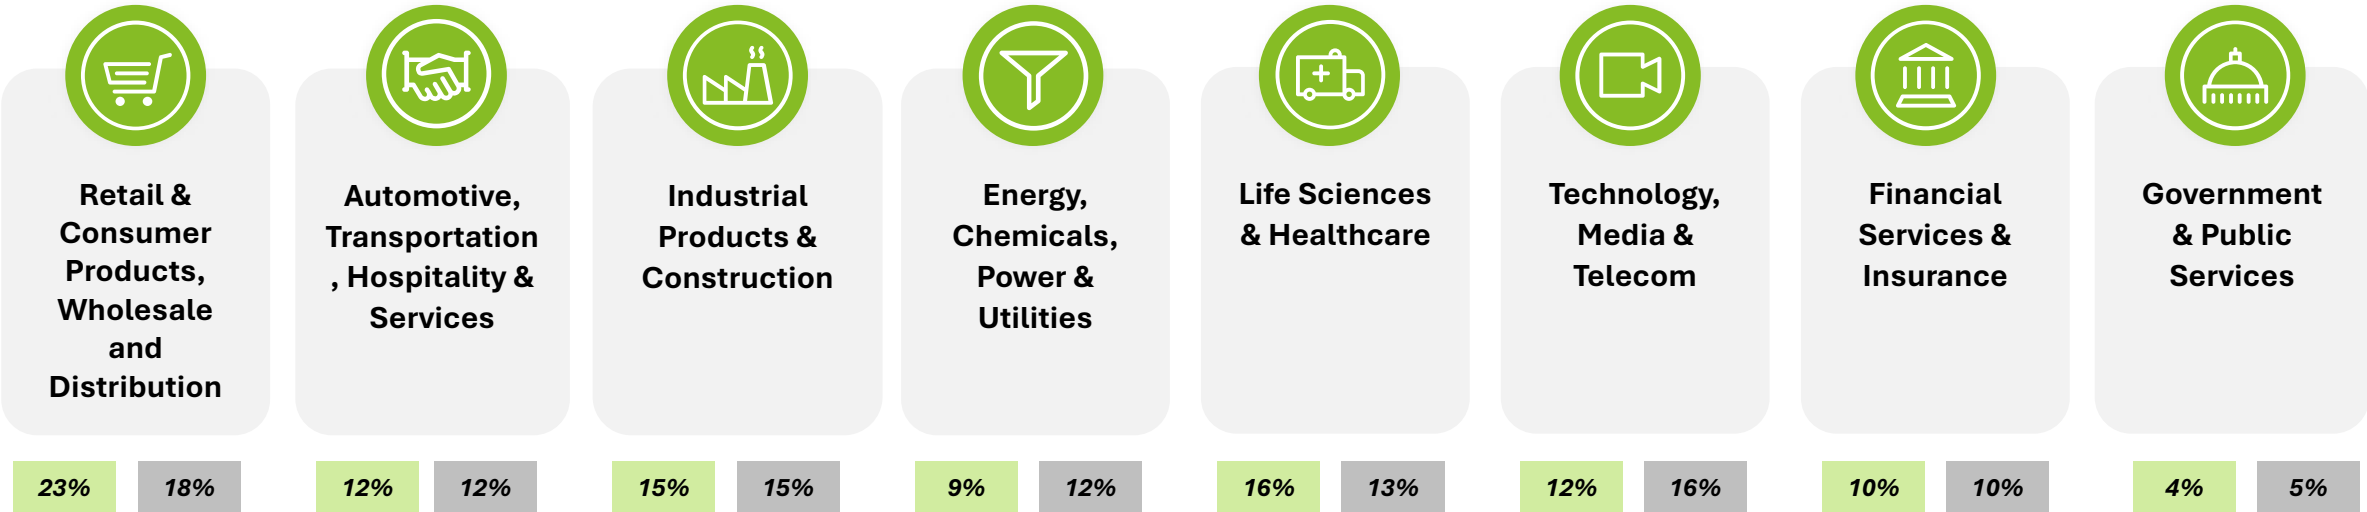 Retail &
Consumer
Products,
Wholesale
and
Distribution
Automotive,
Transportation
, Hospitality &
Services
Industrial
Products &
Construction
Energy,
Chemicals,
Power &
Utilities
Life Sciences
& Healthcare
Technology,
Media &
Telecom
Financial
Services &
Insurance
Government
& Public
Services
23% 18% 12% 12% 15% 15% 9% 12% 16% 13% 12% 16% 10% 10% 4% 5%